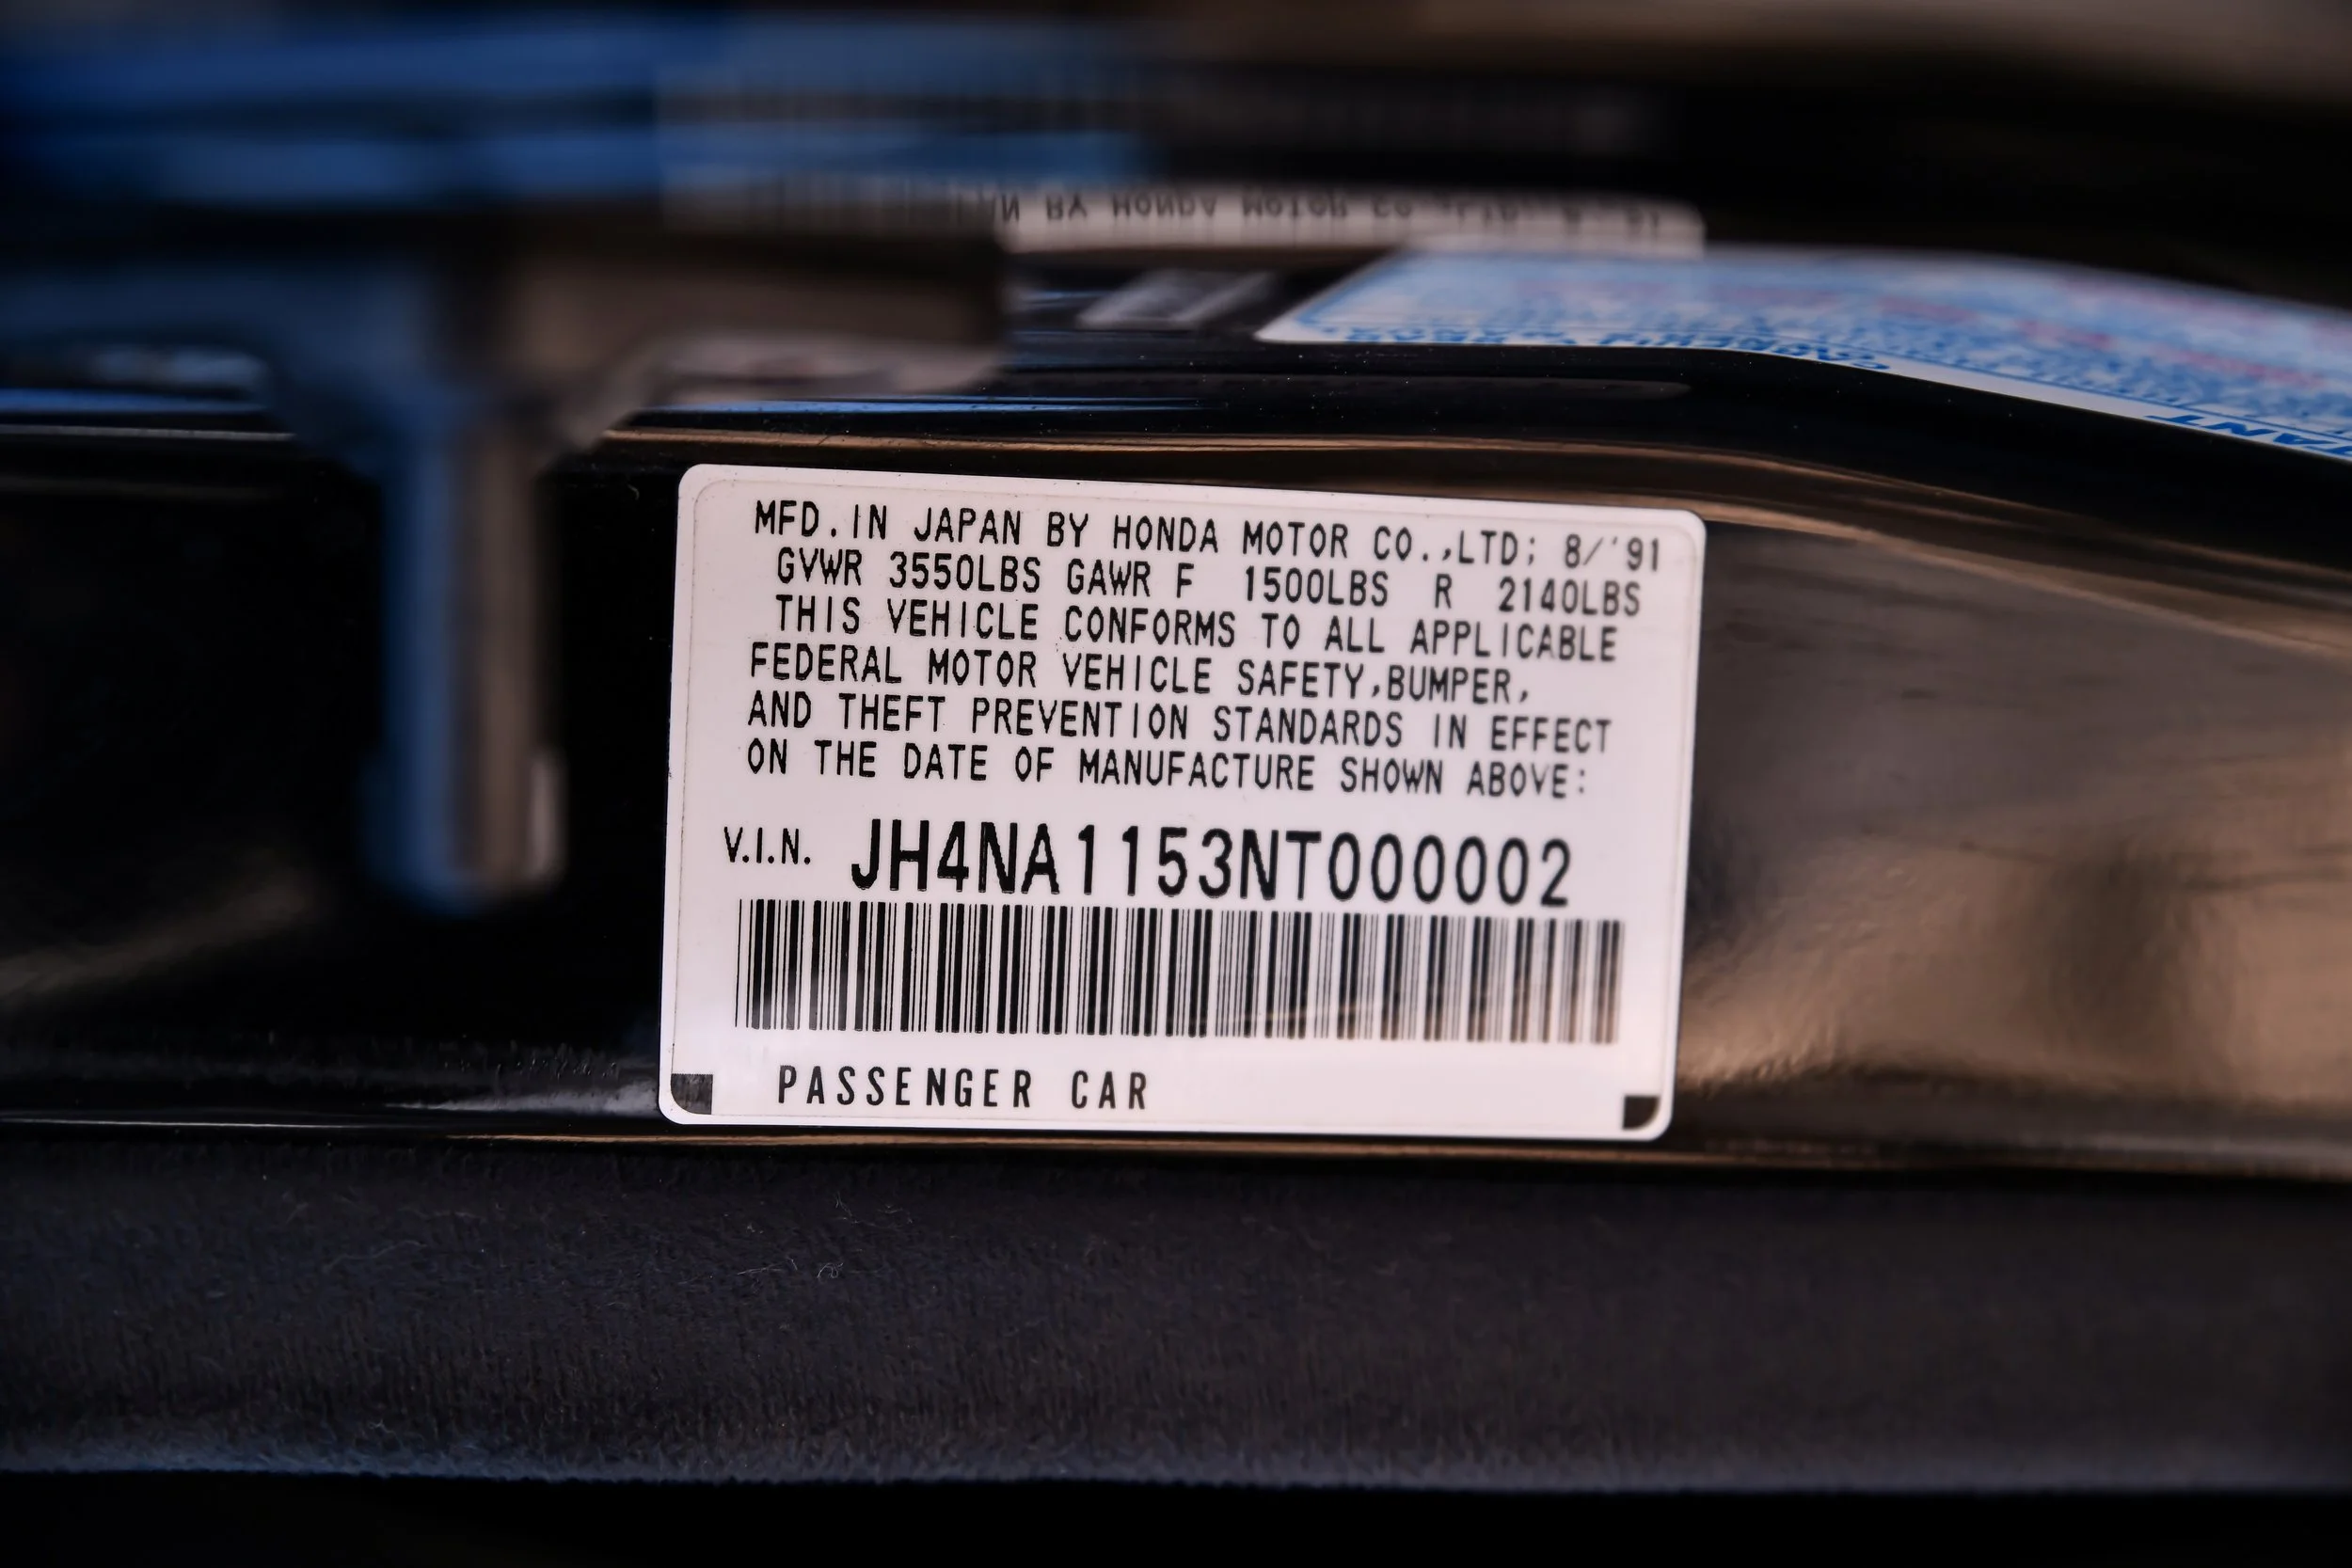 MFD.IN JAPAN BY HONDA MOTOR CO.,LTD; 8/'91
GVWR 3550LBS GAWR F 1500LBS R 2140LBS
THIS VEHICLE CONFORMS TO ALL APPLICABLE
FEDERAL MOTOR VEHICLE SAFETY,BUMPER,
AND THEFT PREVENTION STANDARDS IN EFFECT
ON THE DATE OF MANUFACTURE SHOWN ABOVE:
V.I.N. JH4NA1153NT000002
PASSENGER CAR